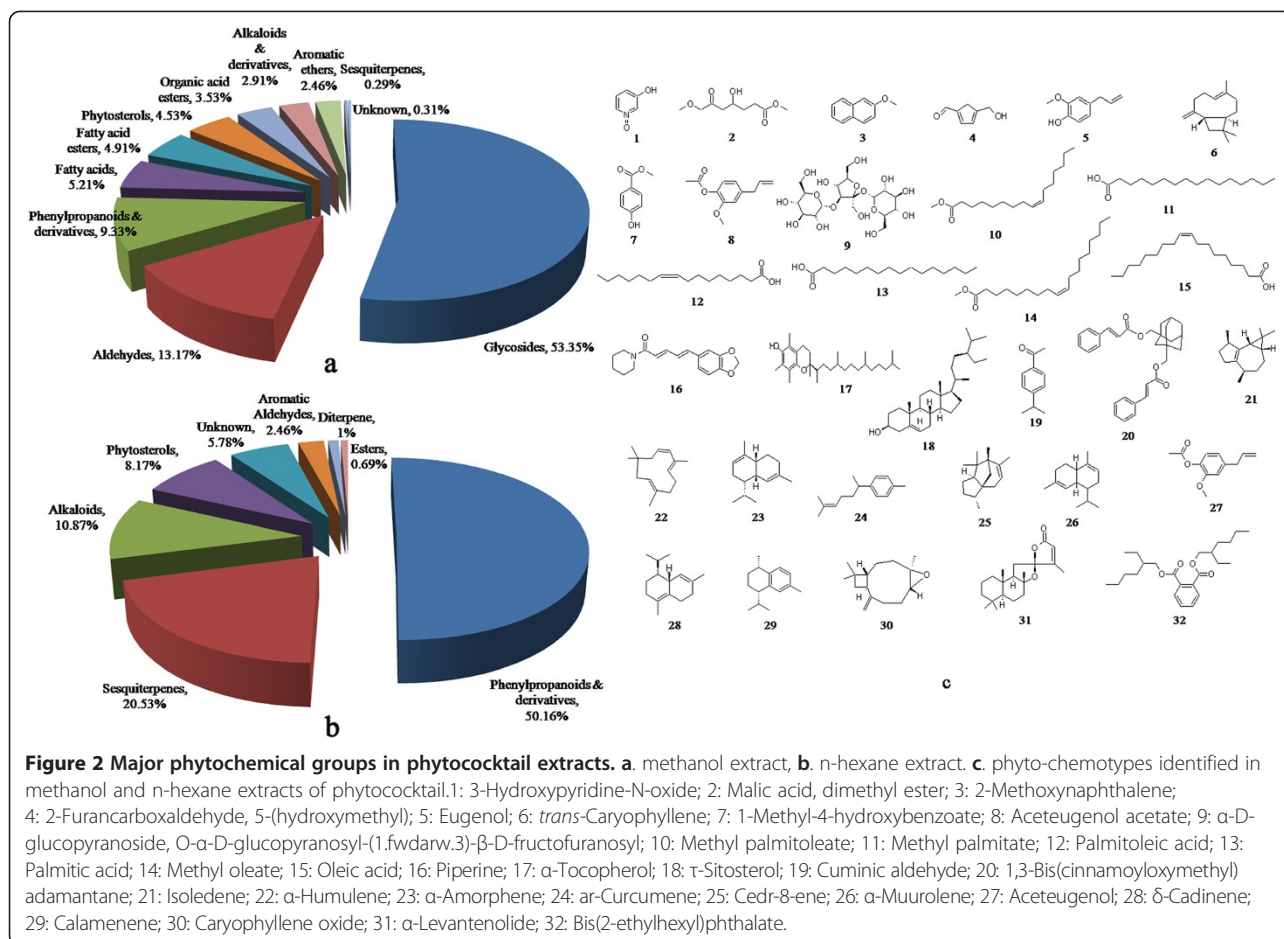 Alkaloids
&
derivatives,
2.91%
Aromatic
ethers,
2.46%
Sesquiterpenes,
0.29%
Organic acid
esters, 3.53%
Unknown, 0.31%
Phytosterols, 4.53%
Fatty acid
esters, 4.91%
Fatty acids,
5.21%
Phenylpropanoids &
derivatives, 9.33%
Aldehydes, 13.17%
Glycosides, 53.35%
a
Aromatic
Aldehydes,
2.46%
Diterpene,
1%
Unknown,
5.78%
Esters,
0.69%
Phytosterols,
8.17%
Alkaloids,
10.87%
Sesquiterpenes,
20.53%
Phenylpropanoids &
derivatives,
50.16%
b
1
2
3
4
5
6
7
8
9
10
11
12
13
14
15
16
17
18
19
20
21
22
23
24
25
26
27
28
29
30
31
32
c
Figure 2 Major phytochemical groups in phytococktail extracts. a. methanol extract, b. n-hexane extract. c. phyto-chemotypes identified in
methanol and n-hexane extracts of phytococktail.1: 3-Hydroxypyridine-N-oxide; 2: Malic acid, dimethyl ester; 3: 2-Methoxynaphthalene;
4: 2-Furancarboxaldehyde, 5-(hydroxymethyl); 5: Eugenol; 6: trans-Caryophyllene; 7: 1-Methyl-4-hydroxybenzoate; 8: Aceteugenol acetate; 9: α-D-
glucopyranoside, O-α-D-glucopyranosyl-(1.fwdarw.3)-β-D-fructofuranosyl; 10: Methyl palmitoleate; 11: Methyl palmitate; 12: Palmitoleic acid; 13:
Palmitic acid; 14: Methyl oleate; 15: Oleic acid; 16: Piperine; 17: α-Tocopherol; 18: τ-Sitosterol; 19: Cuminic aldehyde; 20: 1,3-Bis(cinnamoyloxymethyl)
adamantane; 21: Isoledene; 22: α-Humulene; 23: α-Amorphene; 24: ar-Curcumene; 25: Cedr-8-ene; 26: α-Muurolene; 27: Aceteugenol; 28: δ-Cadinene;
29: Calamenene; 30: Caryophyllene oxide; 31: α-Levantenolide; 32: Bis(2-ethylhexyl)phthalate.